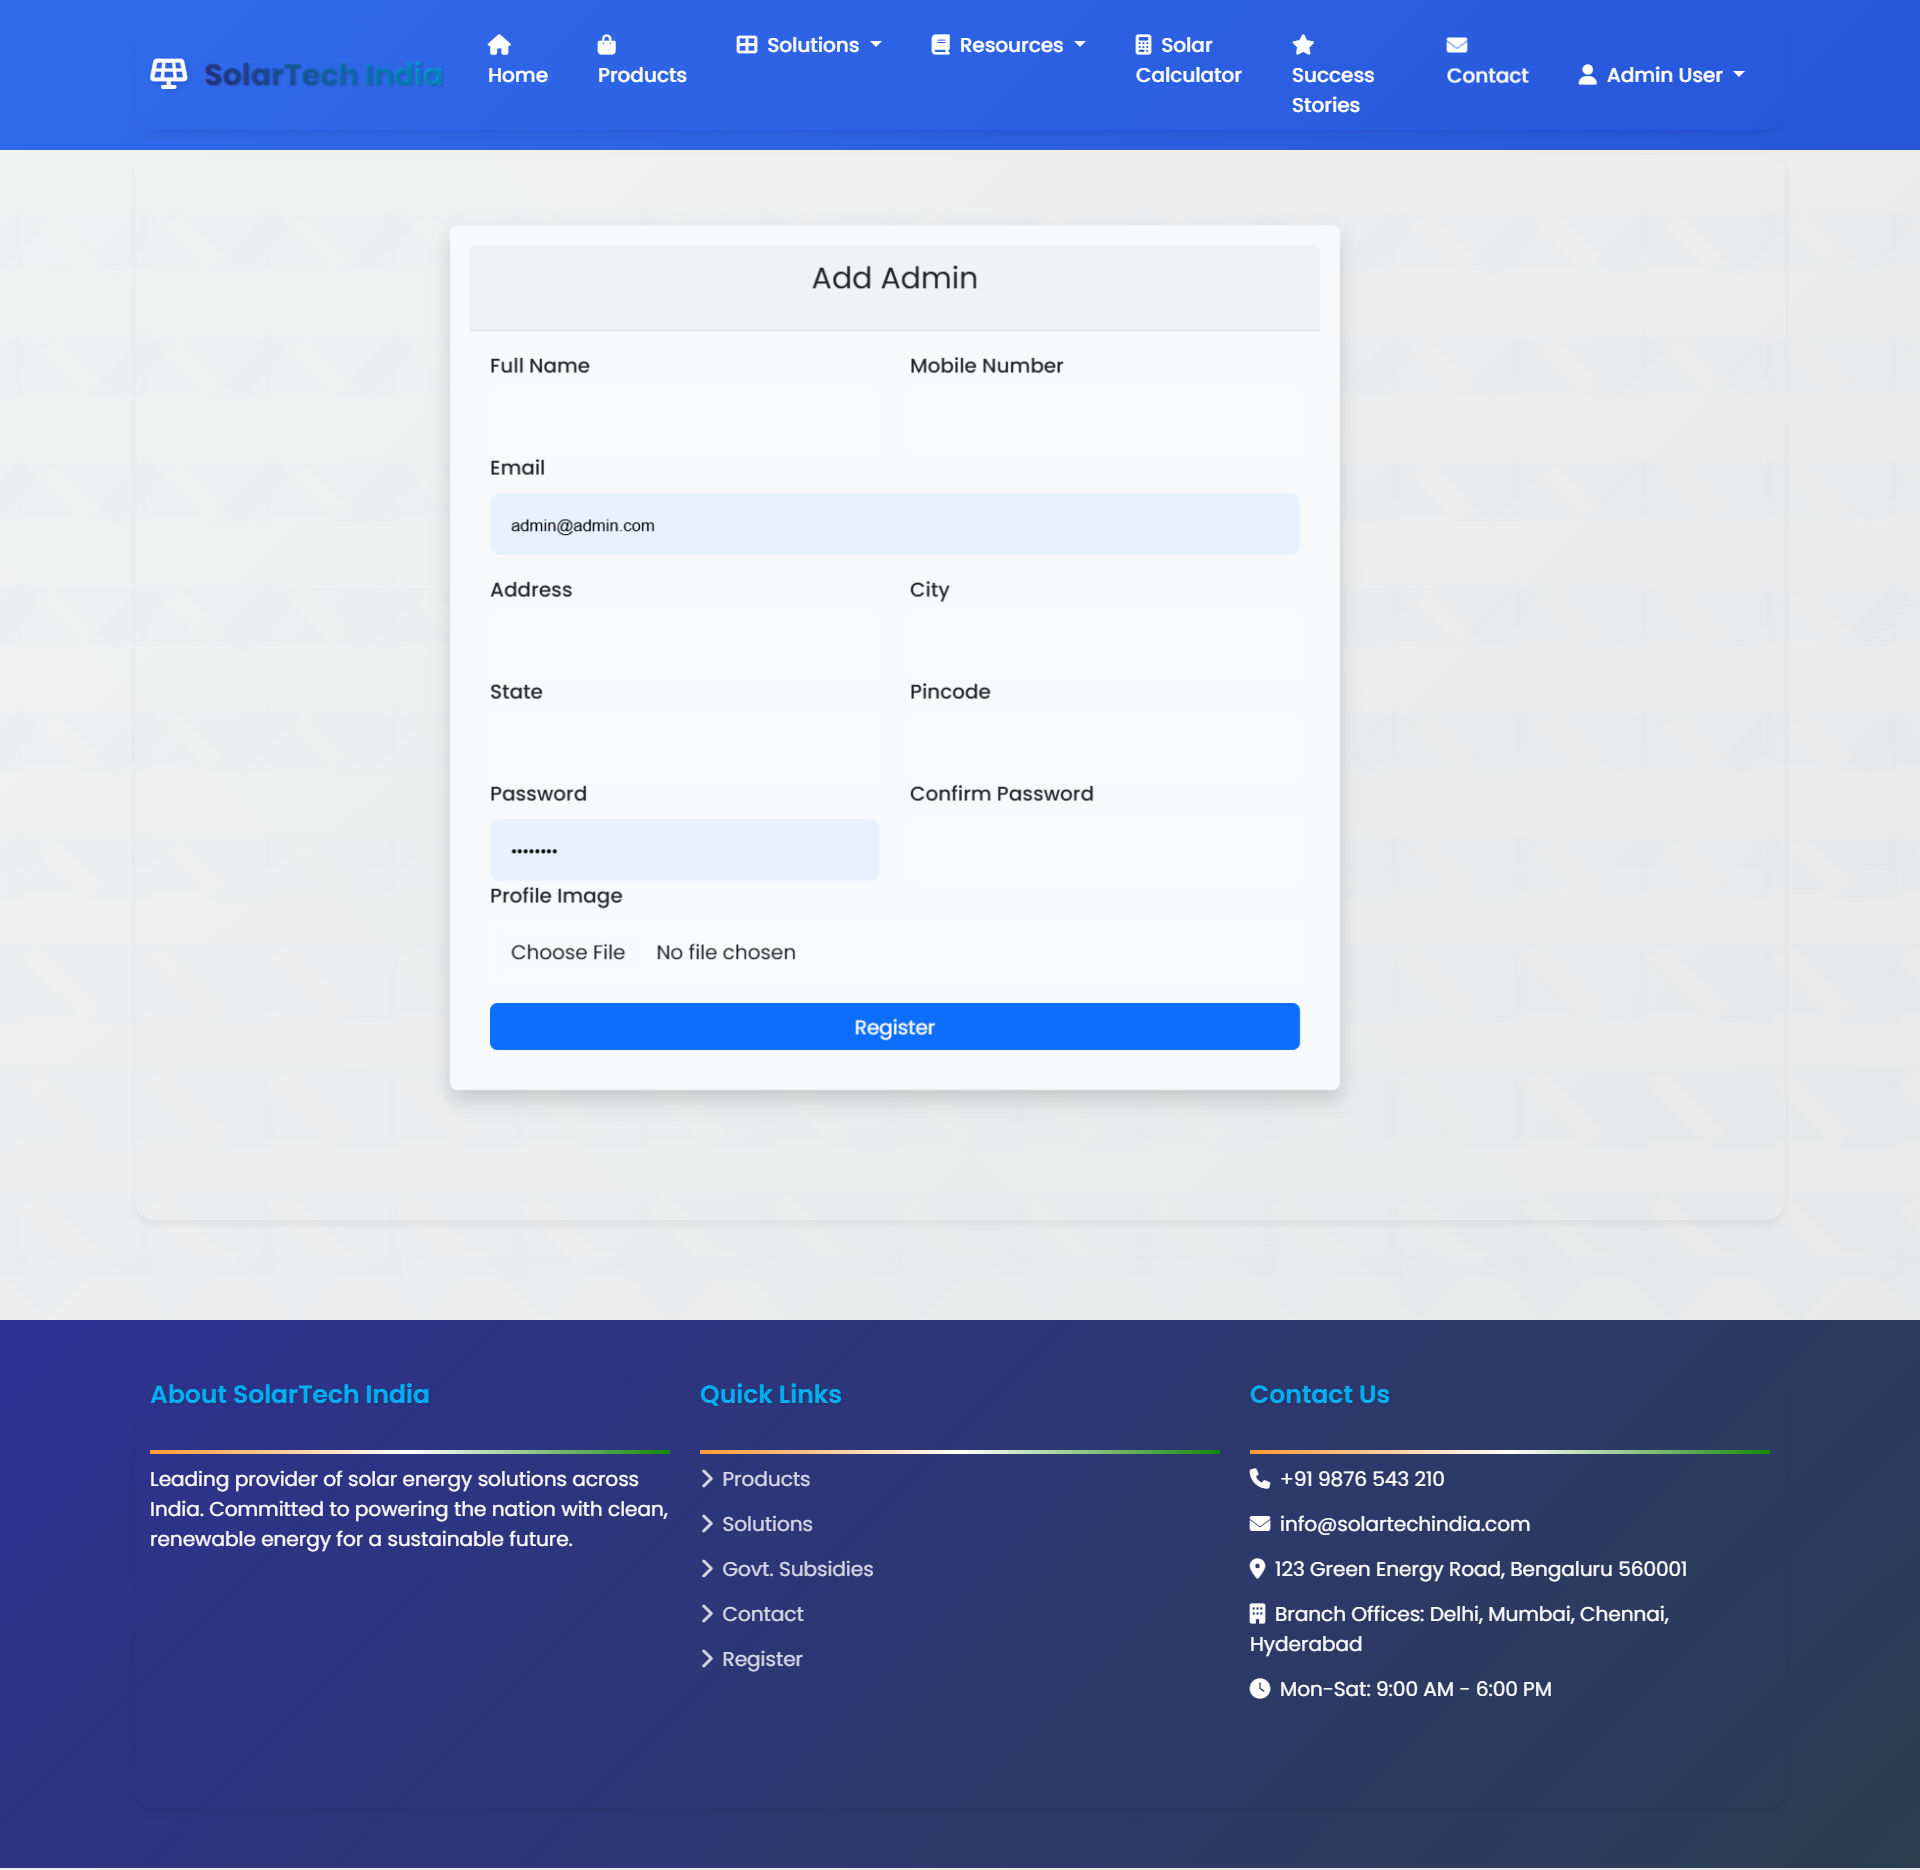 SolarTech India
Home
Products
Solutions
Resources
Solar
Calculator
Success
Stories
Contact
Admin User
Add Admin
Full Name
Mobile Number
Email
admin@admin.com
Address
City
State
Pincode
Password
Confirm Password
••••••••
Profile Image
Choose File No file chosen
Register
About SolarTech India
Leading provider of solar energy solutions across
India. Committed to powering the nation with clean,
renewable energy for a sustainable future.
Quick Links
Products
Solutions
Govt. Subsidies
Contact
Register
Contact Us
+91 9876 543 210
info@solartechindia.com
123 Green Energy Road, Bengaluru 560001
Branch Offices: Delhi, Mumbai, Chennai,
Hyderabad
Mon-Sat: 9:00 AM - 6:00 PM